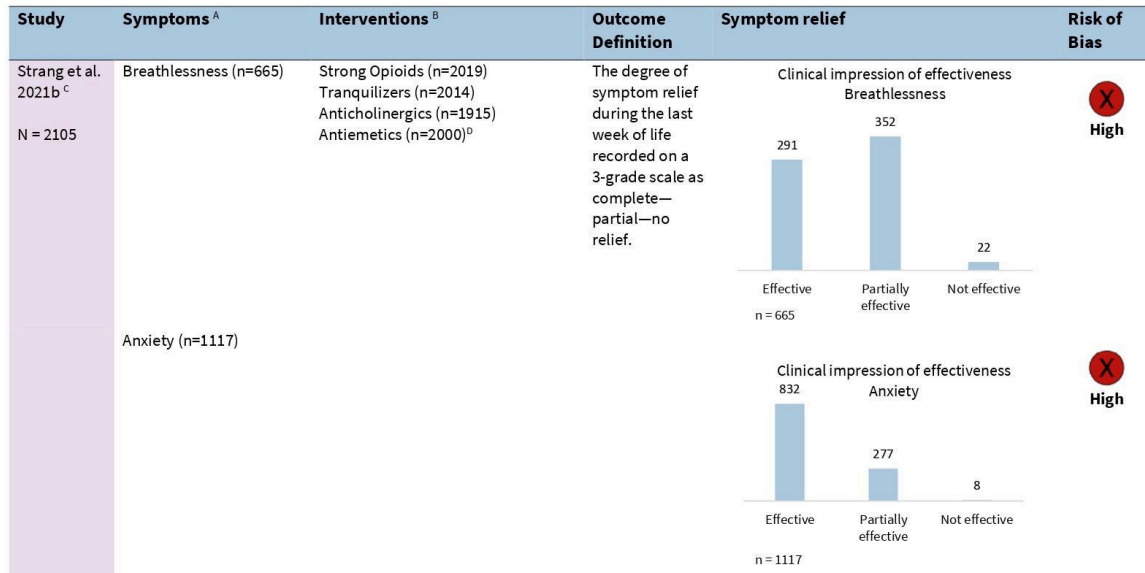 Study Symptoms A Interventions B Outcome Definition Symptom relief Risk of Bias
Strang et al.
2021b C
N = 2105
Breathlessness (n=665)
Strong Opioids (n=2019)
Tranquilizers (n=2014)
Anticholinergics (n=1915)
Antiemetics (n=2000)D
The degree of
symptom relief
during the last
week of life
recorded on a
3-grade scale as
complete—
partial—no
relief.
Clinical impression of effectiveness
Breathlessness
291 352 22
Effective Partially effective Not effective
n = 665
X
High
Anxiety (n=1117)
Clinical impression of effectiveness
Anxiety
832 277 8
Effective Partially effective Not effective
n = 1117
X
High